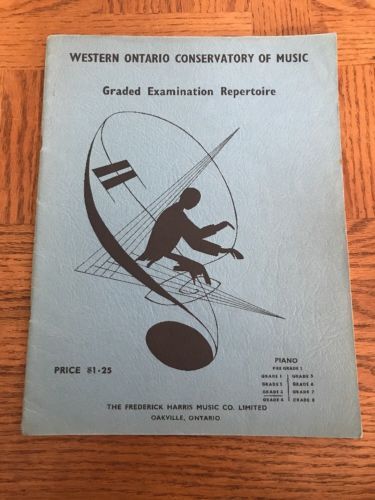 WESTERN ONTARIO CONSERVATORY OF MUSIC
Graded Examination Repertoire
PRICE $1·25
PIANO
PRE GRADE 1
GRADE 1 GRADE 5
GRADE 2 GRADE 6
GRADE 3 GRADE 7
GRADE 4 GRADE 8
THE FREDERICK HARRIS MUSIC CO. LIMITED
OAKVILLE, ONTARIO